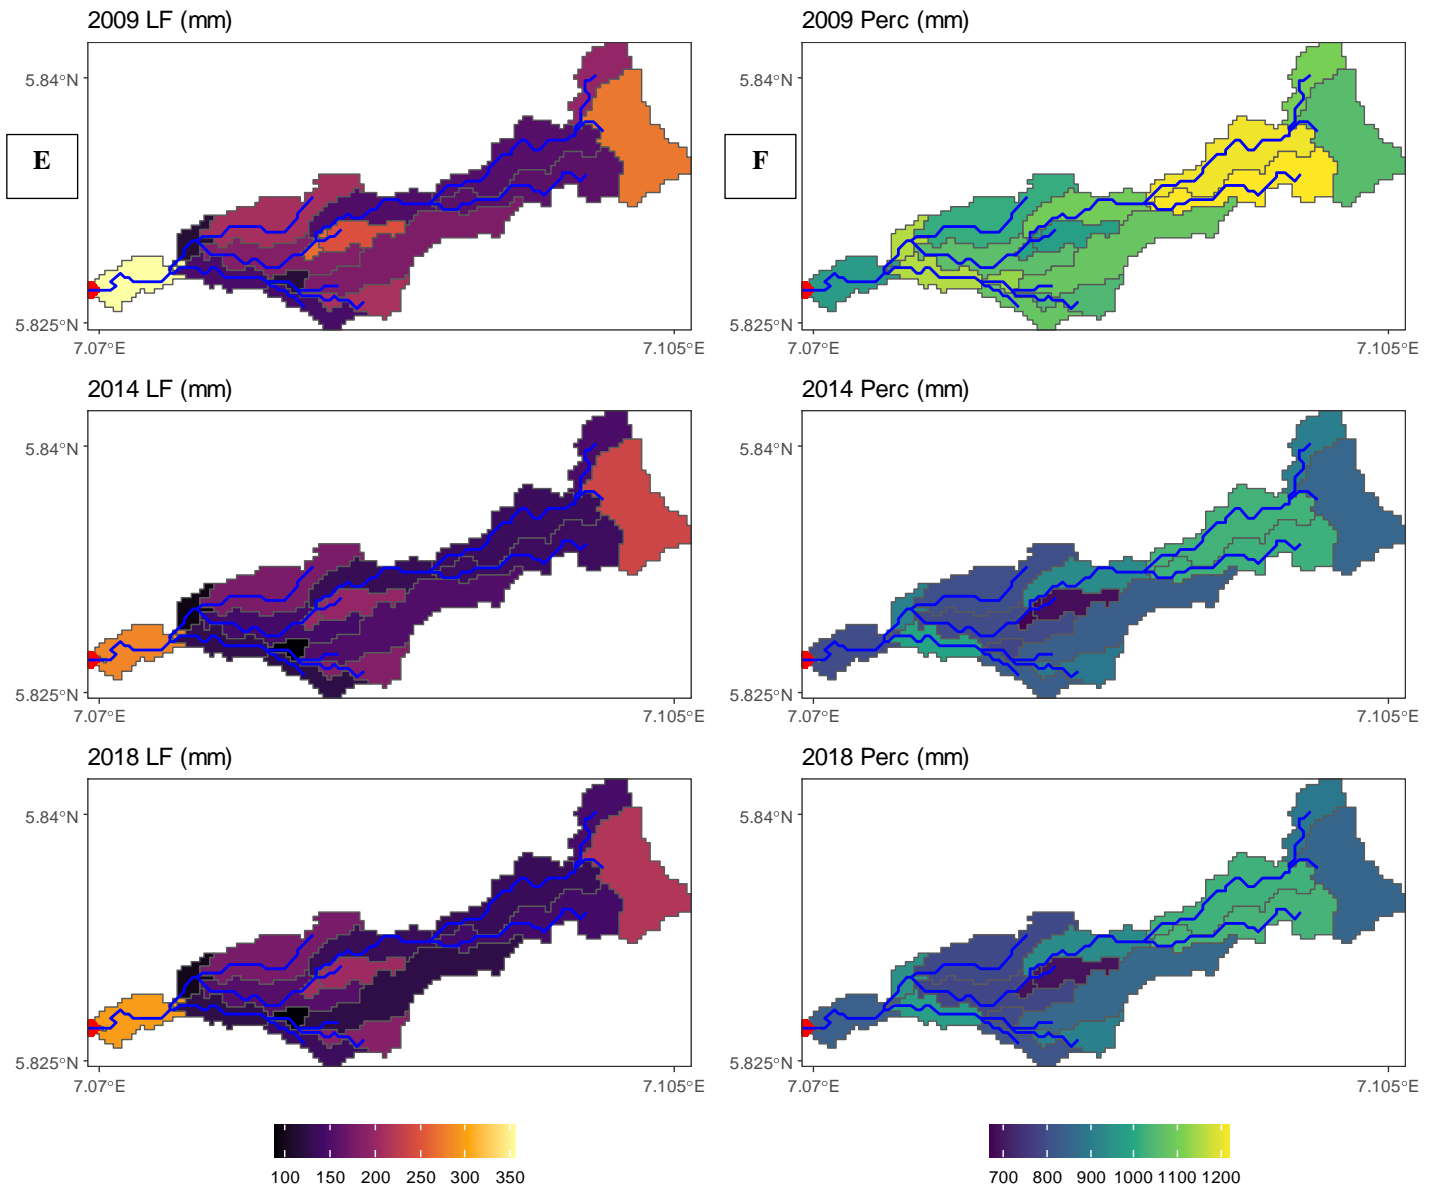 2009 LF (mm)
2009 Perc (mm)
5.84°N
5.84°N
E
F
5.825°N
5.825°N
7.07°E
7.105°E
7.07°E
7.105°E
2014 LF (mm)
2014 Perc (mm)
5.84°N
5.84°N
5.825°N
5.825°N
7.07°E
7.105°E
7.07°E
7.105°E
2018 LF (mm)
2018 Perc (mm)
5.84°N
5.84°N
5.825°N
5.825°N
7.07°E
7.105°E
7.07°E
7.105°E
100 150 200 250 300 350
700 800 900 1000 1100 1200